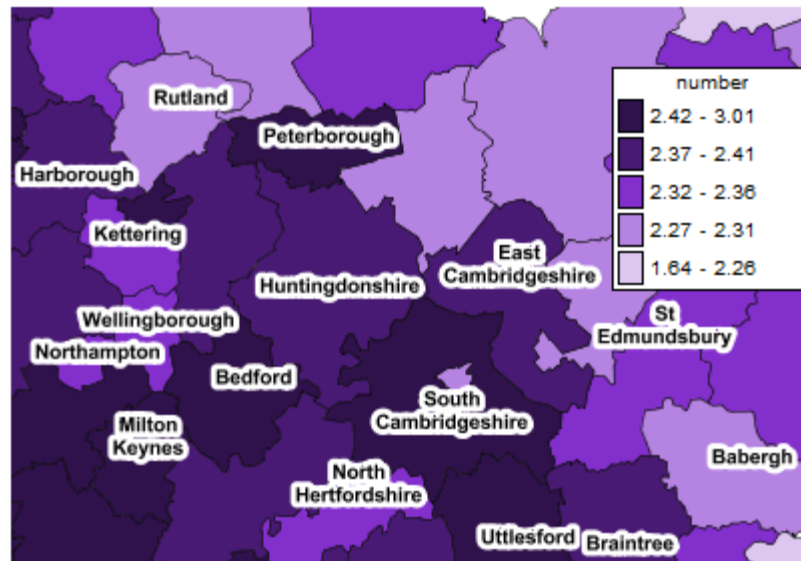 number
2.42 - 3.01
2.37 - 2.41
2.32 - 2.36
2.27 - 2.31
1.64 - 2.26
Rutland
Peterborough
Harborough
Kettering
East
Cambridgeshire
Huntingdonshire
Wellingborough
St
Edmundsbury
Northampton
Bedford
South
Cambridgeshire
Milton
Keynes
Babergh
North
Hertfordshire
Uttlesford
Braintree